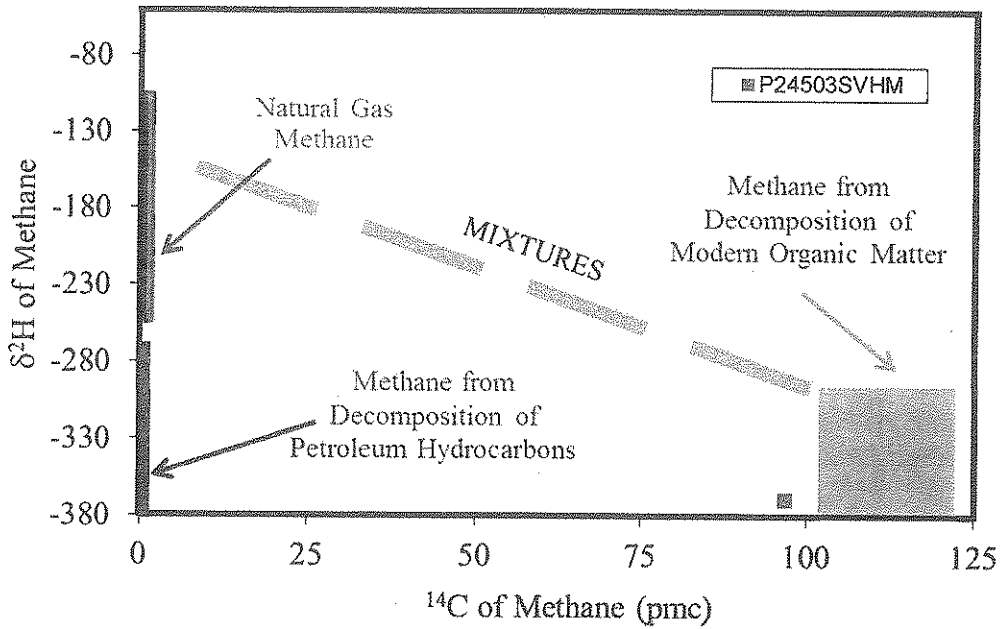 δ²H of Methane
-80
-130
-180
-230
-280
-330
-380
■ P24503SVHM
Natural Gas
Methane
MIXTURES
Methane from
Decomposition of
Modern Organic Matter
Methane from
Decomposition of
Petroleum Hydrocarbons
0 25 50 75 100 125
¹⁴C of Methane (pmc)